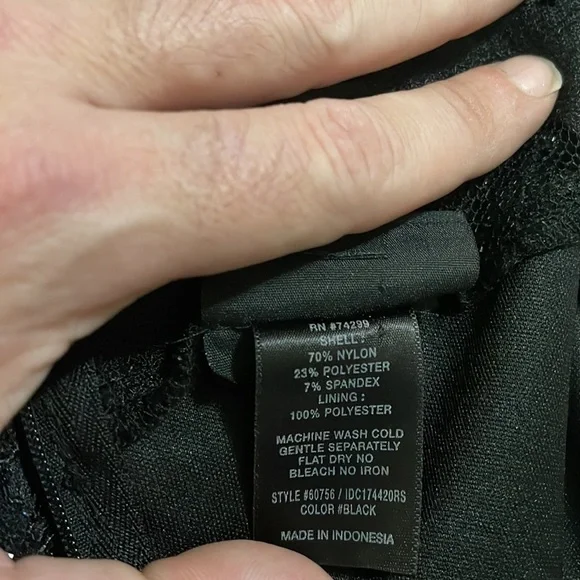 RN #74299
SHELL:
70% NYLON
23% POLYESTER
7% SPANDEX
LINING:
100% POLYESTER
MACHINE WASH COLD
GENTLE SEPARATELY
FLAT DRY NO
BLEACH NO IRON
STYLE #60756 / IDC174420RS
COLOR #BLACK
MADE IN INDONESIA